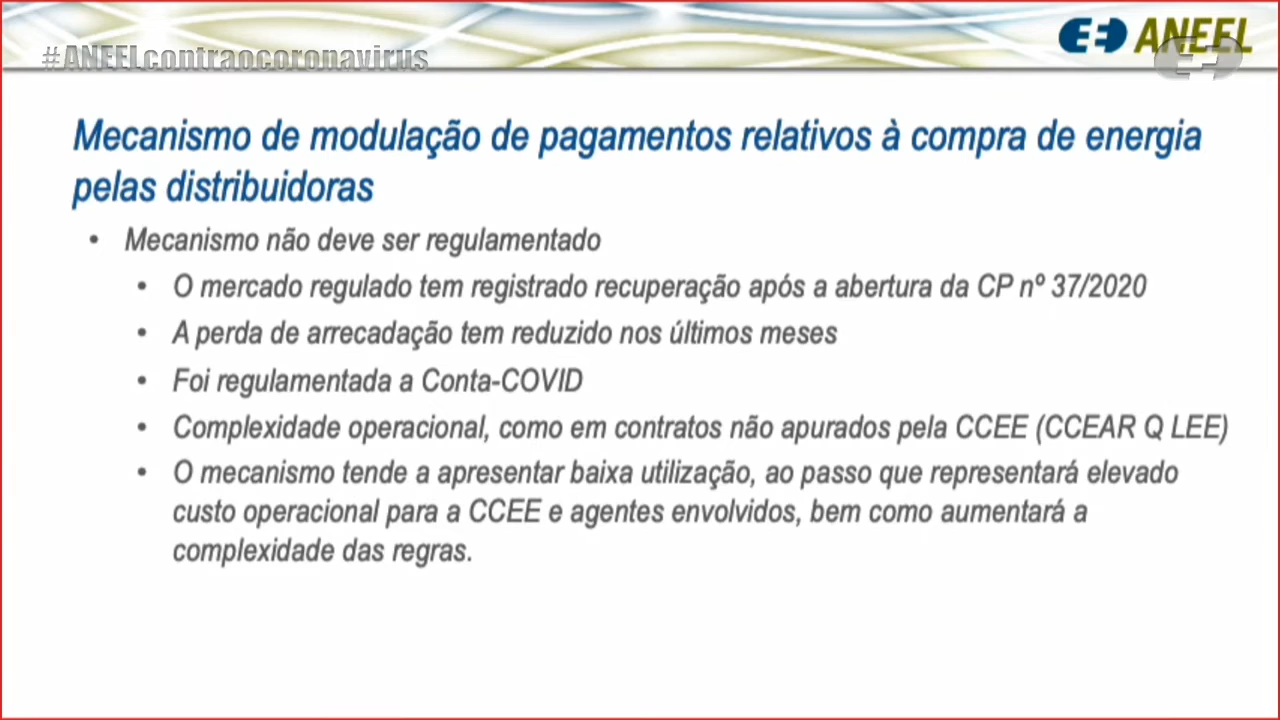 #ANEELcontraocoronavirus
ANEEL
Mecanismo de modulação de pagamentos relativos à compra de energia
pelas distribuidoras
• Mecanismo não deve ser regulamentado
• O mercado regulado tem registrado recuperação após a abertura da CP nº 37/2020
• A perda de arrecadação tem reduzido nos últimos meses
• Foi regulamentada a Conta-COVID
• Complexidade operacional, como em contratos não apurados pela CCEE (CCEAR Q LEE)
• O mecanismo tende a apresentar baixa utilização, ao passo que representará elevado
custo operacional para a CCEE e agentes envolvidos, bem como aumentará a
complexidade das regras.